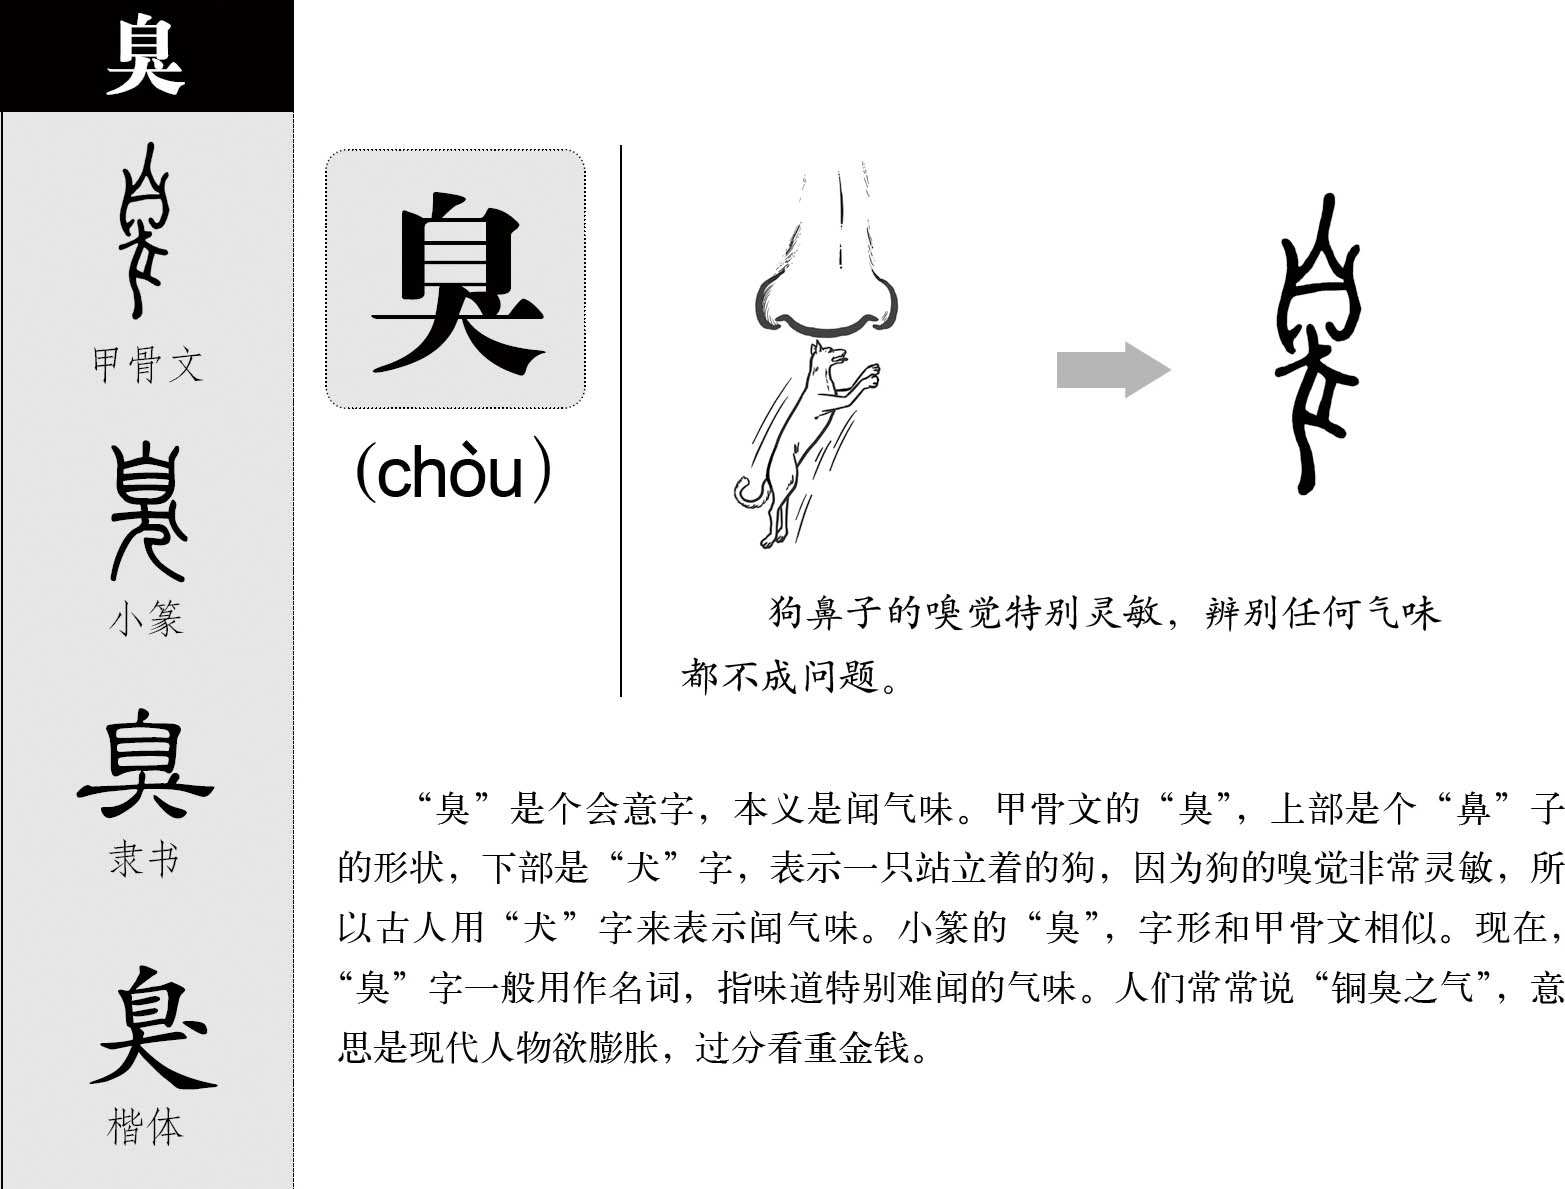 臭
甲骨文
小篆
隶书
楷体
臭
（chòu）
狗鼻子的嗅觉特别灵敏，辨别任何气味
都不成问题。
“臭”是个会意字，本义是闻气味。甲骨文的“臭”，上部是个“鼻”子
的形状，下部是“犬”字，表示一只站立着的狗，因为狗的嗅觉非常灵敏，所
以古人用“犬”字来表示闻气味。小篆的“臭”，字形和甲骨文相似。现在，
“臭”字一般用作名词，指味道特别难闻的气味。人们常常说“铜臭之气”，意
思是现代人物欲膨胀，过分看重金钱。